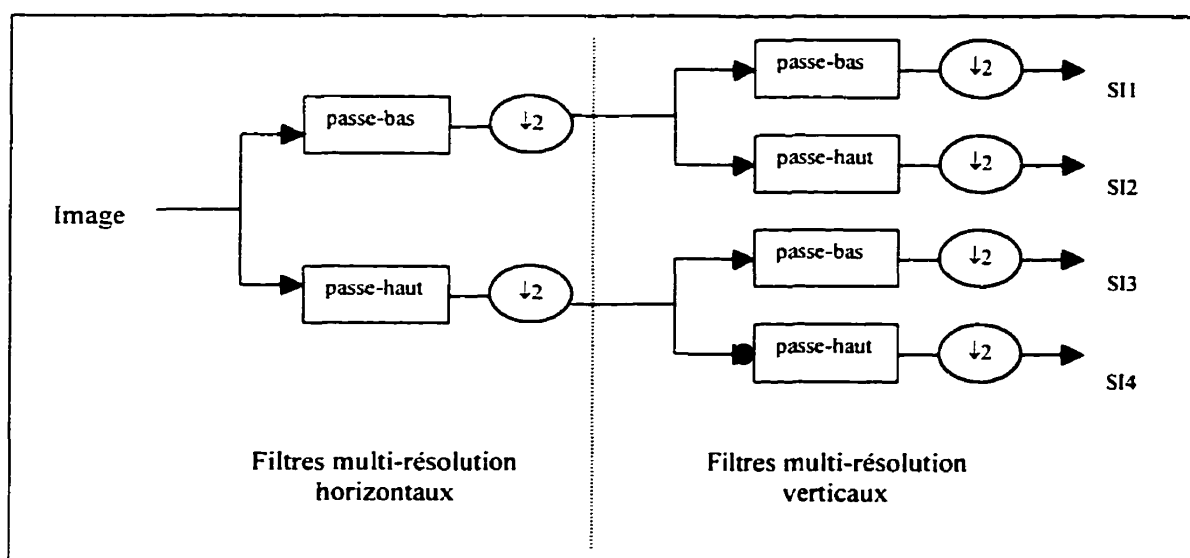 passe-bas
↓2
SI1
passe-bas
↓2
passe-haut
↓2
SI2
Image
passe-bas
↓2
SI3
passe-haut
↓2
passe-haut
↓2
SI4
Filtres multi-résolution
horizontaux
Filtres multi-résolution
verticaux